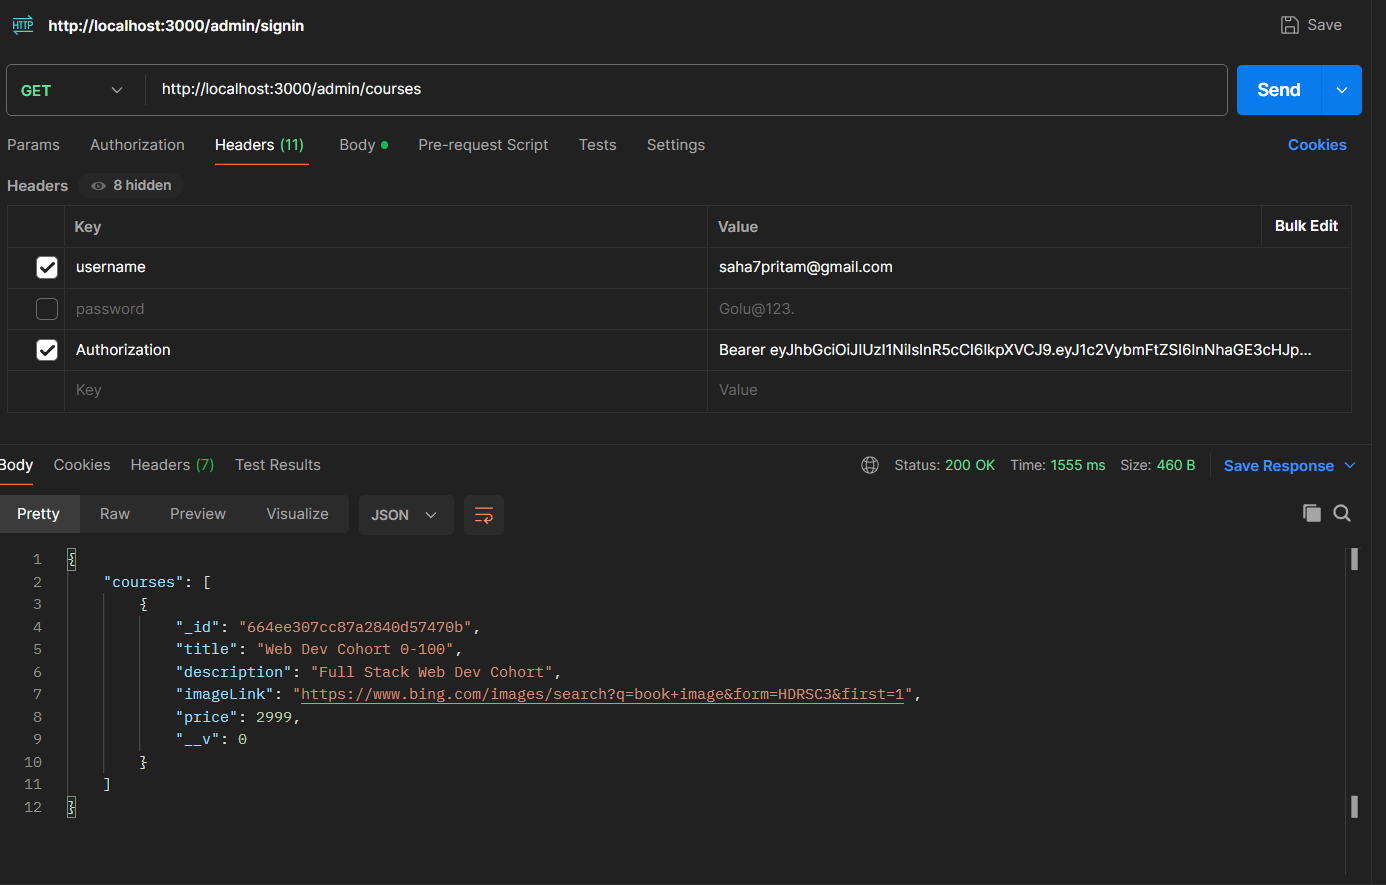 HTTP http://localhost:3000/admin/signin Save
GET http://localhost:3000/admin/courses Send
Params Authorization Headers (11) Body Pre-request Script Tests Settings Cookies
Headers 8 hidden
Key Value Bulk Edit
username saha7pritam@gmail.com
password Golu@123.
Authorization Bearer eyJhbGciOiJIUzI1NiIsInR5cCI6IkpXVCJ9.eyJ1c2VybmFtZSI6InNhaGE3cHJp...
Key Value
Body Cookies Headers (7) Test Results Status: 200 OK Time: 1555 ms Size: 460 B Save Response
Pretty Raw Preview Visualize JSON
1 {
2 "courses": [
3 {
4 "_id": "664ee307cc87a2840d57470b",
5 "title": "Web Dev Cohort 0-100",
6 "description": "Full Stack Web Dev Cohort",
7 "imageLink": "https://www.bing.com/images/search?q=book+image&form=HDRSC3&first=1",
8 "price": 2999,
9 "__v": 0
10 }
11 ]
12 }